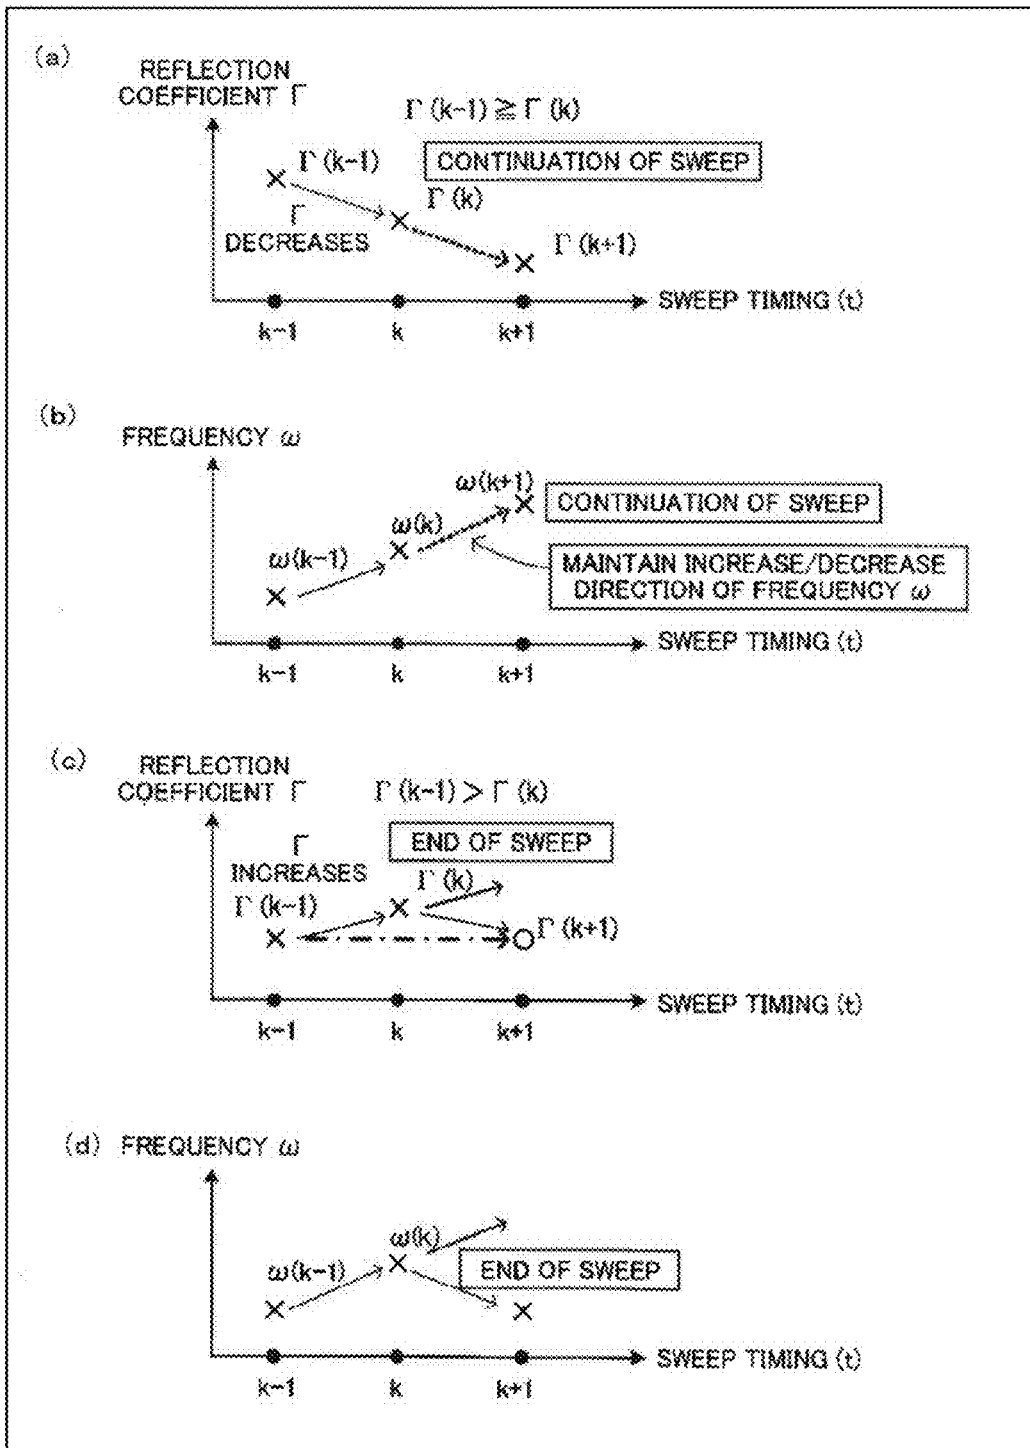 (a)
REFLECTION
COEFFICIENT Γ
Γ (k-1) ≧ Γ (k)
CONTINUATION OF SWEEP
Γ (k-1)
Γ (k)
Γ
DECREASES
Γ (k+1)
SWEEP TIMING (t)
k-1 k k+1
(b)
FREQUENCY ω
ω(k+1)
CONTINUATION OF SWEEP
ω(k)
ω(k-1)
MAINTAIN INCREASE/DECREASE
DIRECTION OF FREQUENCY ω
SWEEP TIMING (t)
k-1 k k+1
(c)
REFLECTION
COEFFICIENT Γ
Γ (k-1) > Γ (k)
END OF SWEEP
Γ
INCREASES
Γ (k)
Γ (k-1)
Γ (k+1)
SWEEP TIMING (t)
k-1 k k+1
(d) FREQUENCY ω
ω(k)
ω(k-1)
END OF SWEEP
SWEEP TIMING (t)
k-1 k k+1